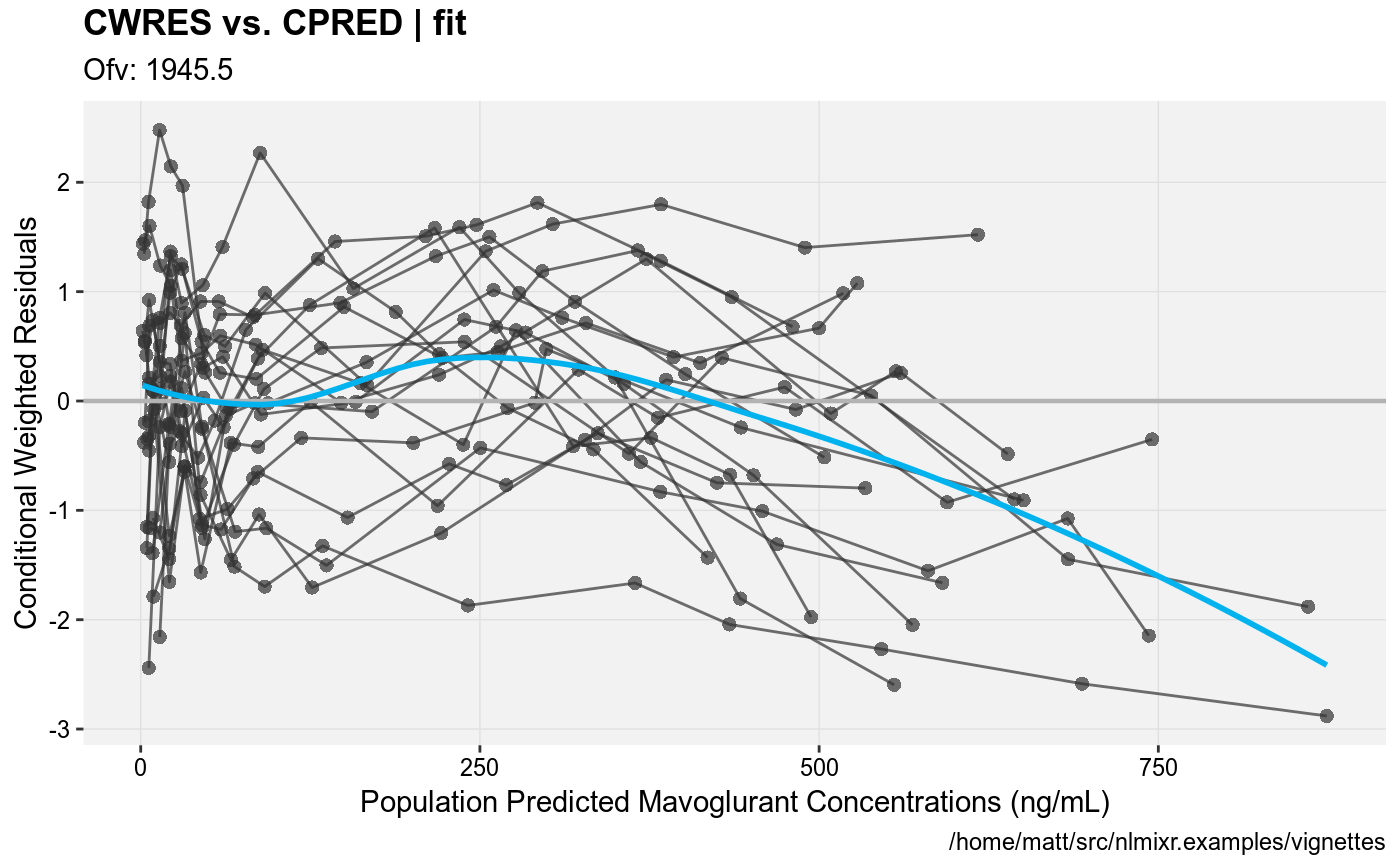 CWRES vs. CPRED | fit
Ofv: 1945.5
Conditional Weighted Residuals
2
1
0
-1
-2
-3
0 250 500 750
Population Predicted Mavoglurant Concentrations (ng/mL)
/home/matt/src/nlmixr.examples/vignettes